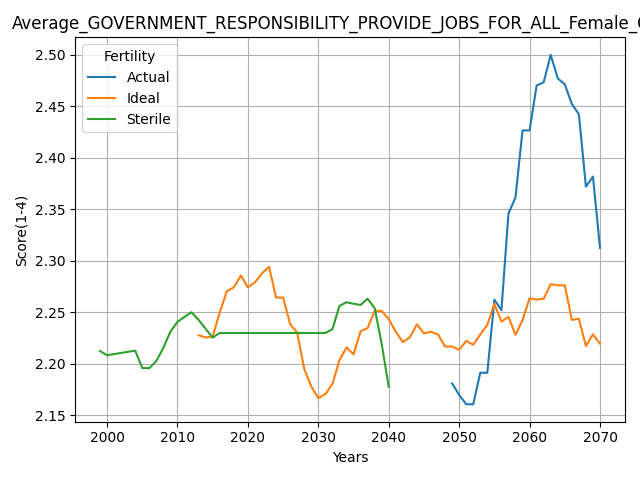 Average_GOVERNMENT_RESPONSIBILITY_PROVIDE_JOBS_FOR_ALL_Female_
Fertility
Actual
Ideal
Sterile
2.50
2.45
2.40
2.35
2.30
2.25
2.20
2.15
Score(1-4)
2000 2010 2020 2030 2040 2050 2060 2070
Years